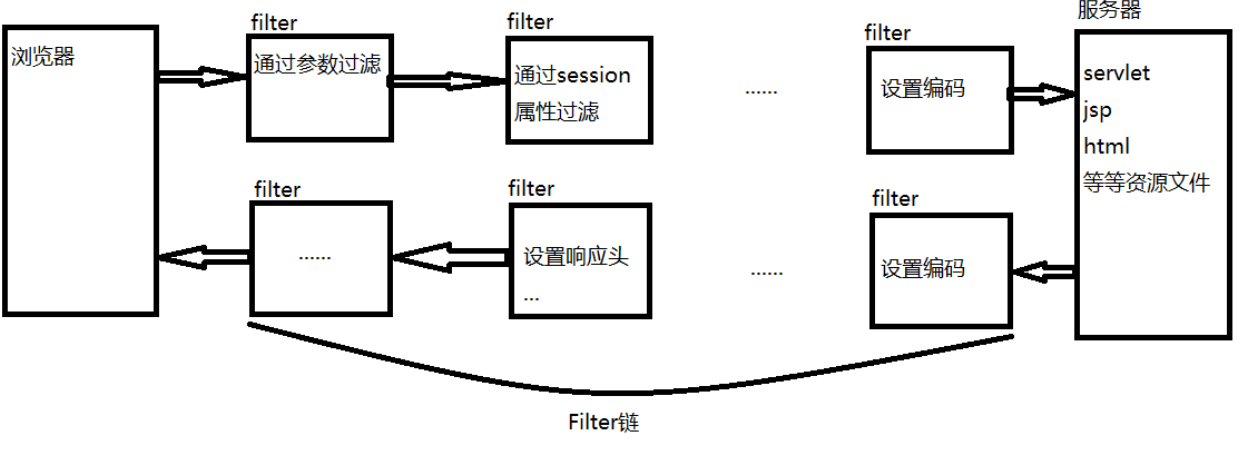 服务器
filter
filter
filter
浏览器
通过参数过滤
通过session
属性过滤
......
设置编码
servlet
jsp
html
等等资源文件
filter
filter
filter
......
设置响应头
...
......
设置编码
Filter链